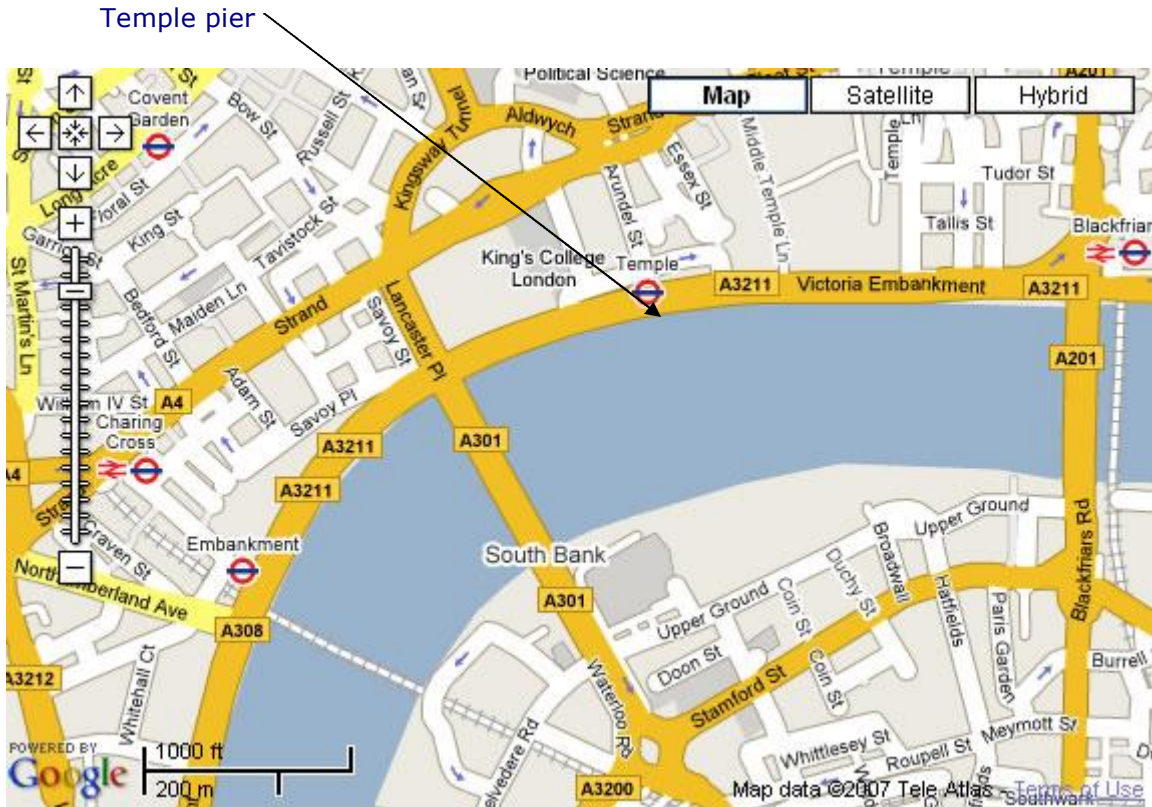 Temple pier
Map
Satellite
Hybrid
Political Science
Temple
Ln
A201
Covent
Garden
Bow St
Russell St
Kingsway Tunnel
Aldwych
Strand
Fleet St
Middle Temple Ln
Essex St
Arundel St
Temple
Tudor St
Tallis St
Long Acre
Floral St
Garrick St
King St
Tavistock St
Maiden Ln
Bedford St
St Martin's Ln
King's College
London
Temple
A3211
Victoria Embankment
A3211
Blackfriars
A201
Strand
Lancaster Pl
Savoy St
Adam St
Savoy Pl
William IV St
A4
Charing
Cross
A4
Strand
A3211
A3211
A301
Craven St
Embankment
Northumberland Ave
A308
South Bank
A301
Upper Ground
Broadwall
Duchy St
Coin St
Hatfields
Paris Garden
Blackfriars Rd
Upper Ground
Doon St
Coin St
Stamford St
Waterloo Rd
Burrell
Meymott St
Roupell St
Whittlesey St
A3212
Whitehall Ct
Belvedere Rd
A3200
POWERED BY
Google
1000 ft
200 m
Map data ©2007 Tele Atlas - Terms of Use
Southwark